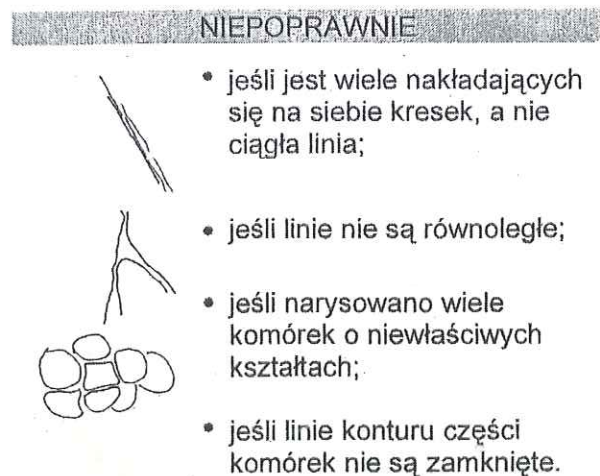 NIEPOPRAWNIE
• jeśli jest wiele nakładających
się na siebie kresek, a nie
ciągła linia;
• jeśli linie nie są równoległe;
• jeśli narysowano wiele
komórek o niewłaściwych
kształtach;
• jeśli linie konturu części
komórek nie są zamknięte.